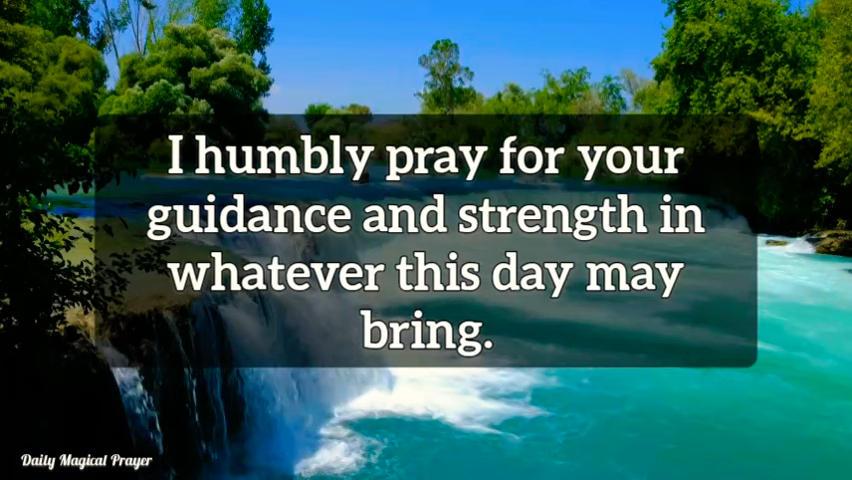 I humbly pray for your
guidance and strength in
whatever this day may
bring.
Daily Magical Prayer